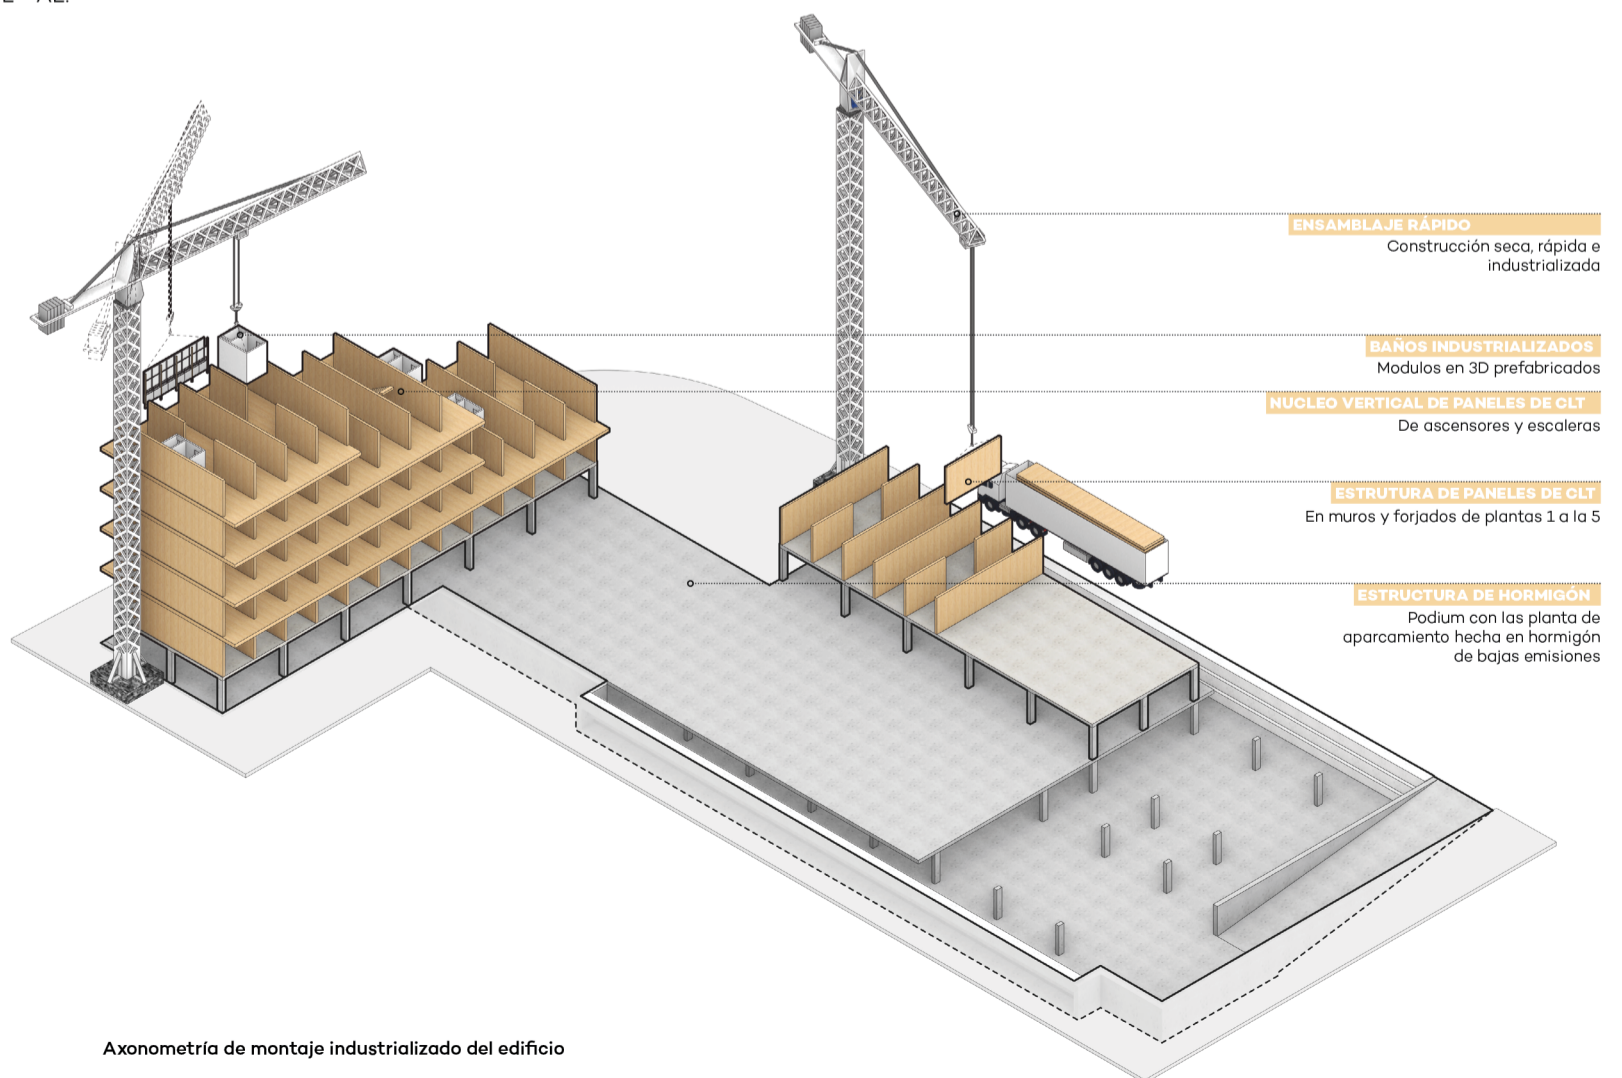 ENSAMBLAJE RÁPIDO
Construcción seca, rápida e
industrializada
BAÑOS INDUSTRIALIZADOS
Modulos en 3D prefabricados
NUCLEO VERTICAL DE PANELES DE CLT
De ascensores y escaleras
ESTRUTURA DE PANELES DE CLT
En muros y forjados de plantas 1 a la 5
ESTRUCTURA DE HORMIGÓN
Podium con las planta de
aparcamiento hecha en hormigón
de bajas emisiones
Axonometría de montaje industrializado del edificio